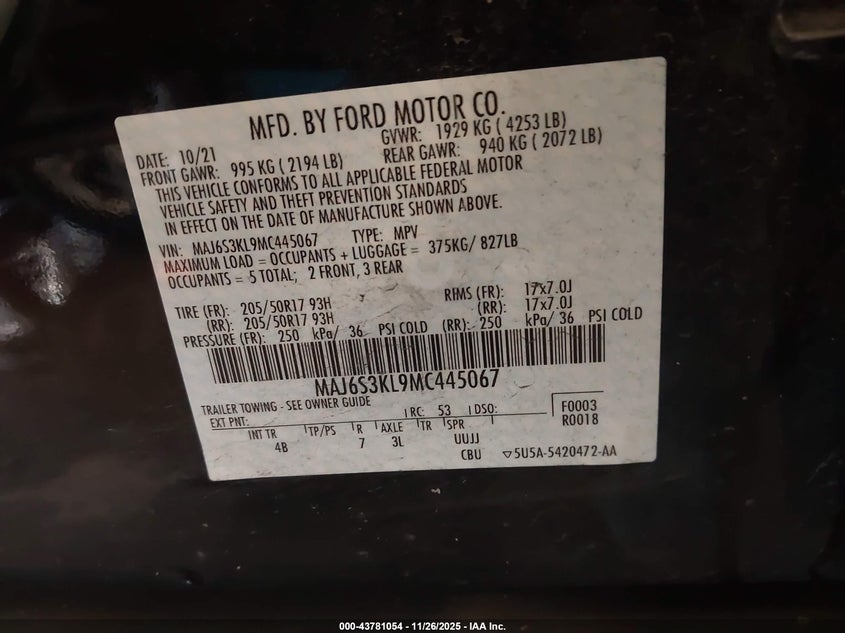 MFD. BY FORD MOTOR CO.
DATE: 10/21 GVWR: 1929 KG ( 4253 LB)
FRONT GAWR: 995 KG ( 2194 LB) REAR GAWR: 940 KG ( 2072 LB)
THIS VEHICLE CONFORMS TO ALL APPLICABLE FEDERAL MOTOR
VEHICLE SAFETY AND THEFT PREVENTION STANDARDS
IN EFFECT ON THE DATE OF MANUFACTURE SHOWN ABOVE.
VIN: MAJ6S3KL9MC445067 TYPE: MPV
MAXIMUM LOAD = OCCUPANTS + LUGGAGE = 375KG/ 827LB
OCCUPANTS = 5 TOTAL; 2 FRONT, 3 REAR
TIRE (FR): 205/50R17 93H RHMS (FR): 17x7.0J
(RR): 205/50R17 93H (RR): 17x7.0J
PRESSURE (FR): 250 kPa/ 36 PSI COLD (RR): 250 kPa/ 36 PSI COLD
MAJ6S3KL9MC445067
TRAILER TOWING - SEE OWNER GUIDE
EXT PNT: RC: 53 DSO: F0003
INT TR TP/PS R AXLE TR SPR R0018
4B 7 3L UUJJ
CBU ▽5U5A-5420472-AA
000-43781054 - 11/26/2025 - IAA Inc.